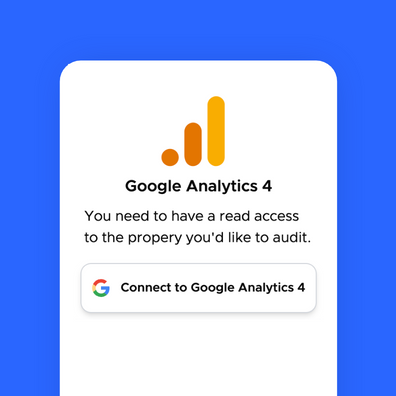 Google Analytics 4
You need to have a read access
to the propery you'd like to audit.
Connect to Google Analytics 4